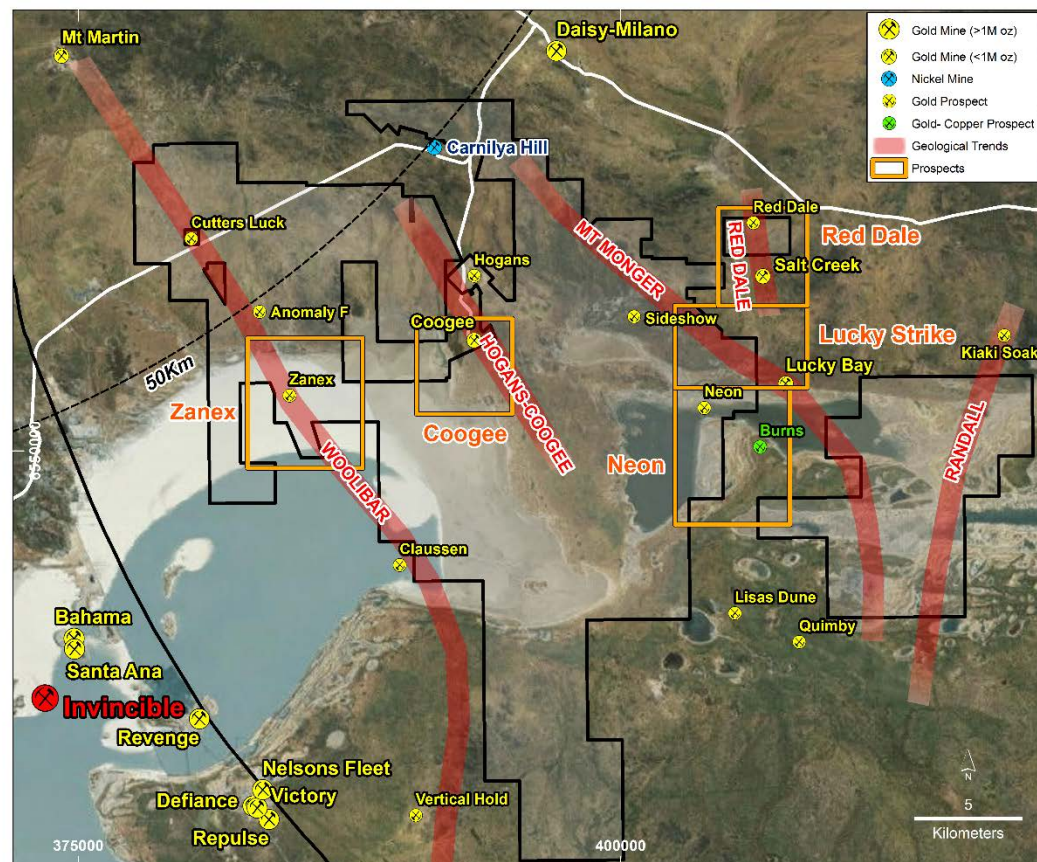 Mt Martin
Daisy-Milano
Gold Mine (>1M oz)
Gold Mine (<1M oz)
Nickel Mine
Gold Prospect
Gold- Copper Prospect
Geological Trends
Prospects
Carnilya Hill
Cutters Luck
Red Dale
Red Dale
RED DALE
MT MONGER
Hogans
Salt Creek
Anomaly F
Coogee
Sideshow
Lucky Strike
Kiaki Soak
50Km
HOGANS-COOGEE
Zanex
Zanex
Lucky Bay
Neon
Coogee
Burns
Neon
RANDALL
6550000
WOOLIBAR
Claussen
Lisas Dune
Quimby
Bahama
Santa Ana
Invincible
Revenge
Nelsons Fleet
Defiance
Victory
Repulse
Vertical Hold
N
5
Kilometers
375000
400000